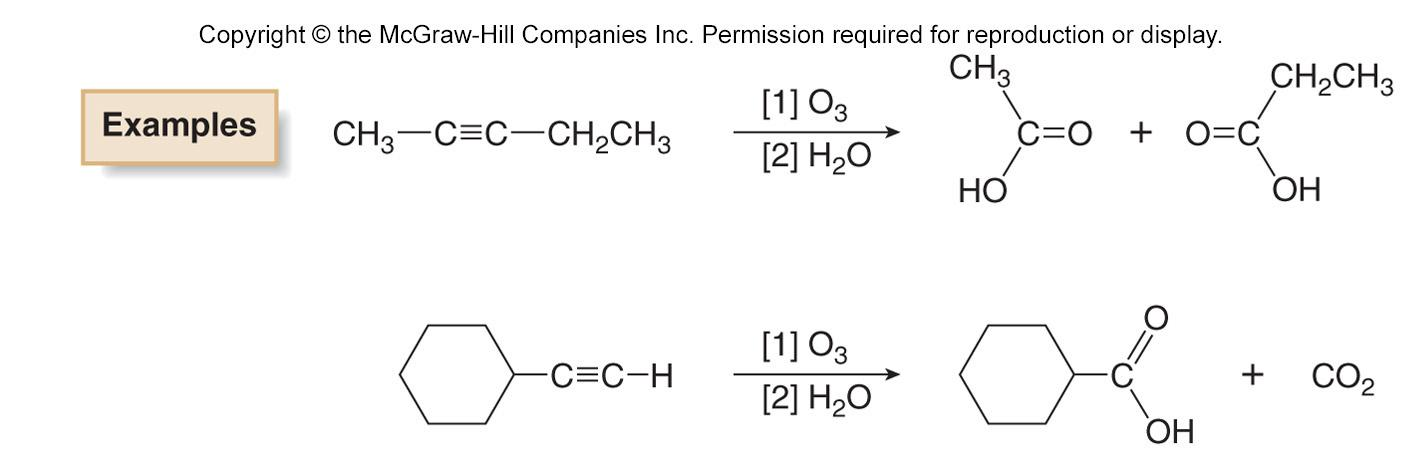 Copyright © the McGraw-Hill Companies Inc. Permission required for reproduction or display.
Examples
CH₃—C≡C—CH₂CH₃
[1] O₃
[2] H₂O
CH₃
C=O
HO
+
CH₂CH₃
O=C
OH
C≡C—H
[1] O₃
[2] H₂O
O
C
OH
+
CO₂